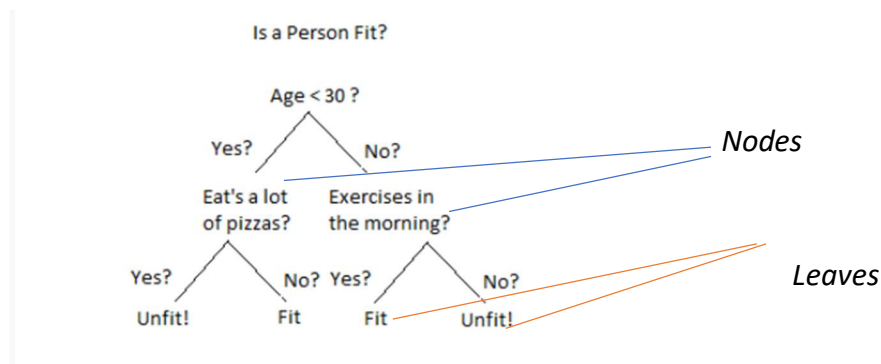 Is a Person Fit?
Age < 30 ?
Yes?
No?
Nodes
Eat's a lot
of pizzas?
Exercises in
the morning?
Yes?
No?
Yes?
No?
Leaves
Unfit!
Fit
Fit
Unfit!